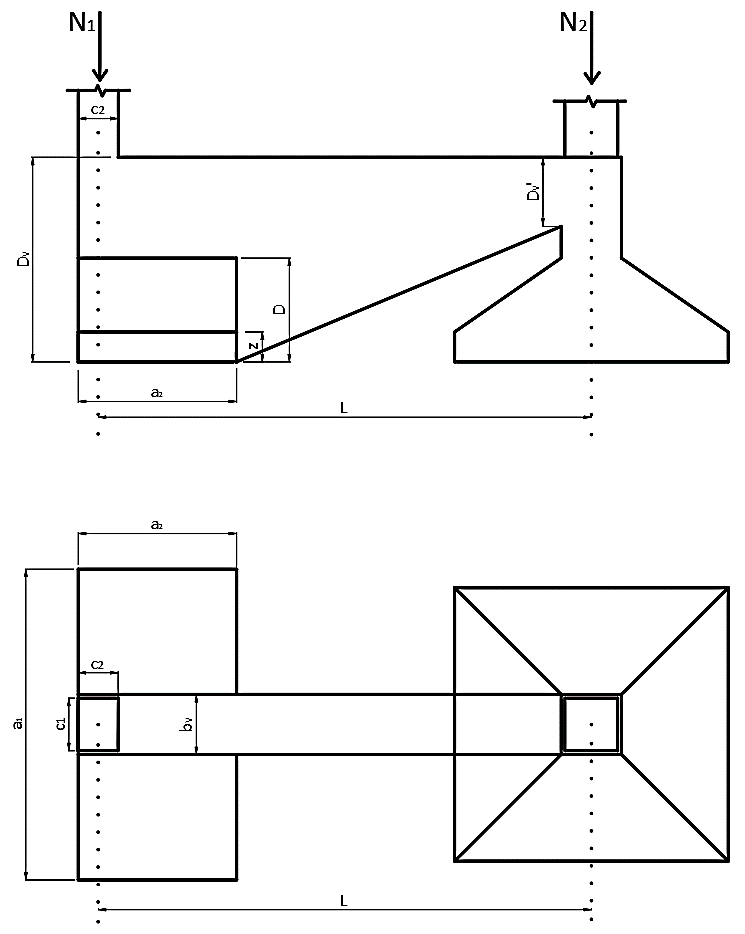 N₁
N₂
c2
Dᵥ'
Dᵥ
D
z
a₂
L
a₂
c2
a₁
c1
bᵥ
L